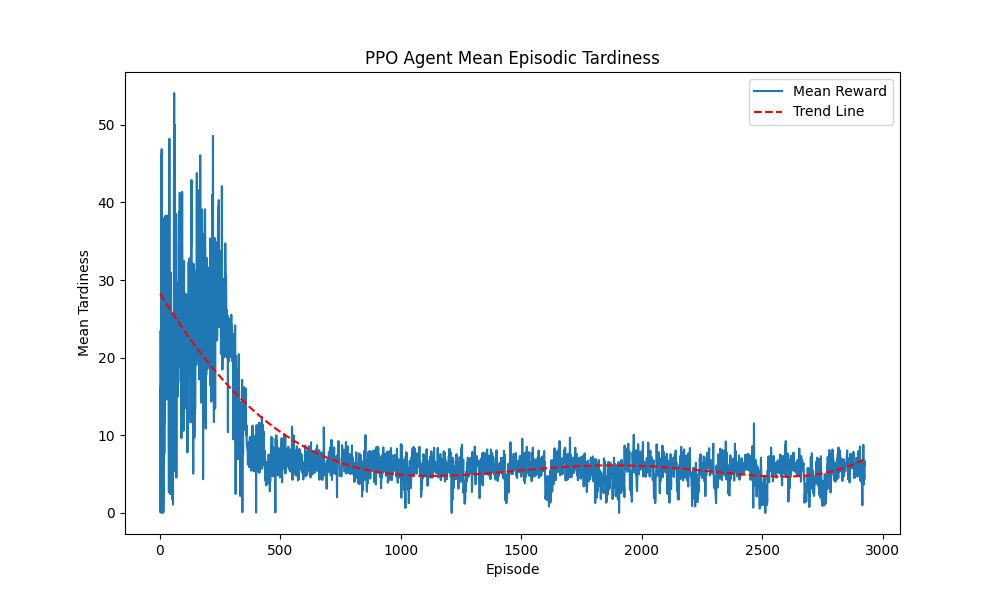 PPO Agent Mean Episodic Tardiness
Mean Reward
Trend Line
Mean Tardiness
50
40
30
20
10
0
0 500 1000 1500 2000 2500 3000
Episode